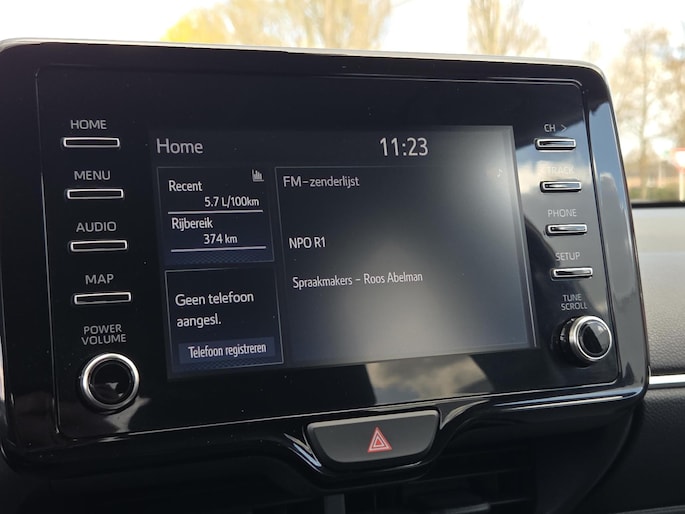 HOME
MENU
AUDIO
MAP
POWER
VOLUME
Home
11:23
Recent
5.7 L/100km
Rijbereik
374 km
Geen telefoon
aangesl.
Telefoon registreren
FM-zenderlijst
NPO R1
Spraakmakers - Roos Abelman
CH >
TRACK
PHONE
SETUP
TUNE
SCROLL